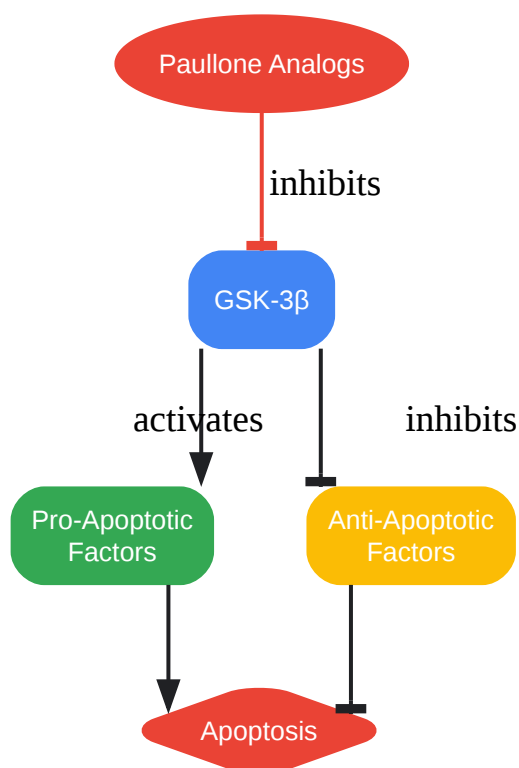 Paullone Analogs
inhibits
GSK-3β
activates
inhibits
Pro-Apoptotic
Factors
Anti-Apoptotic
Factors
Apoptosis